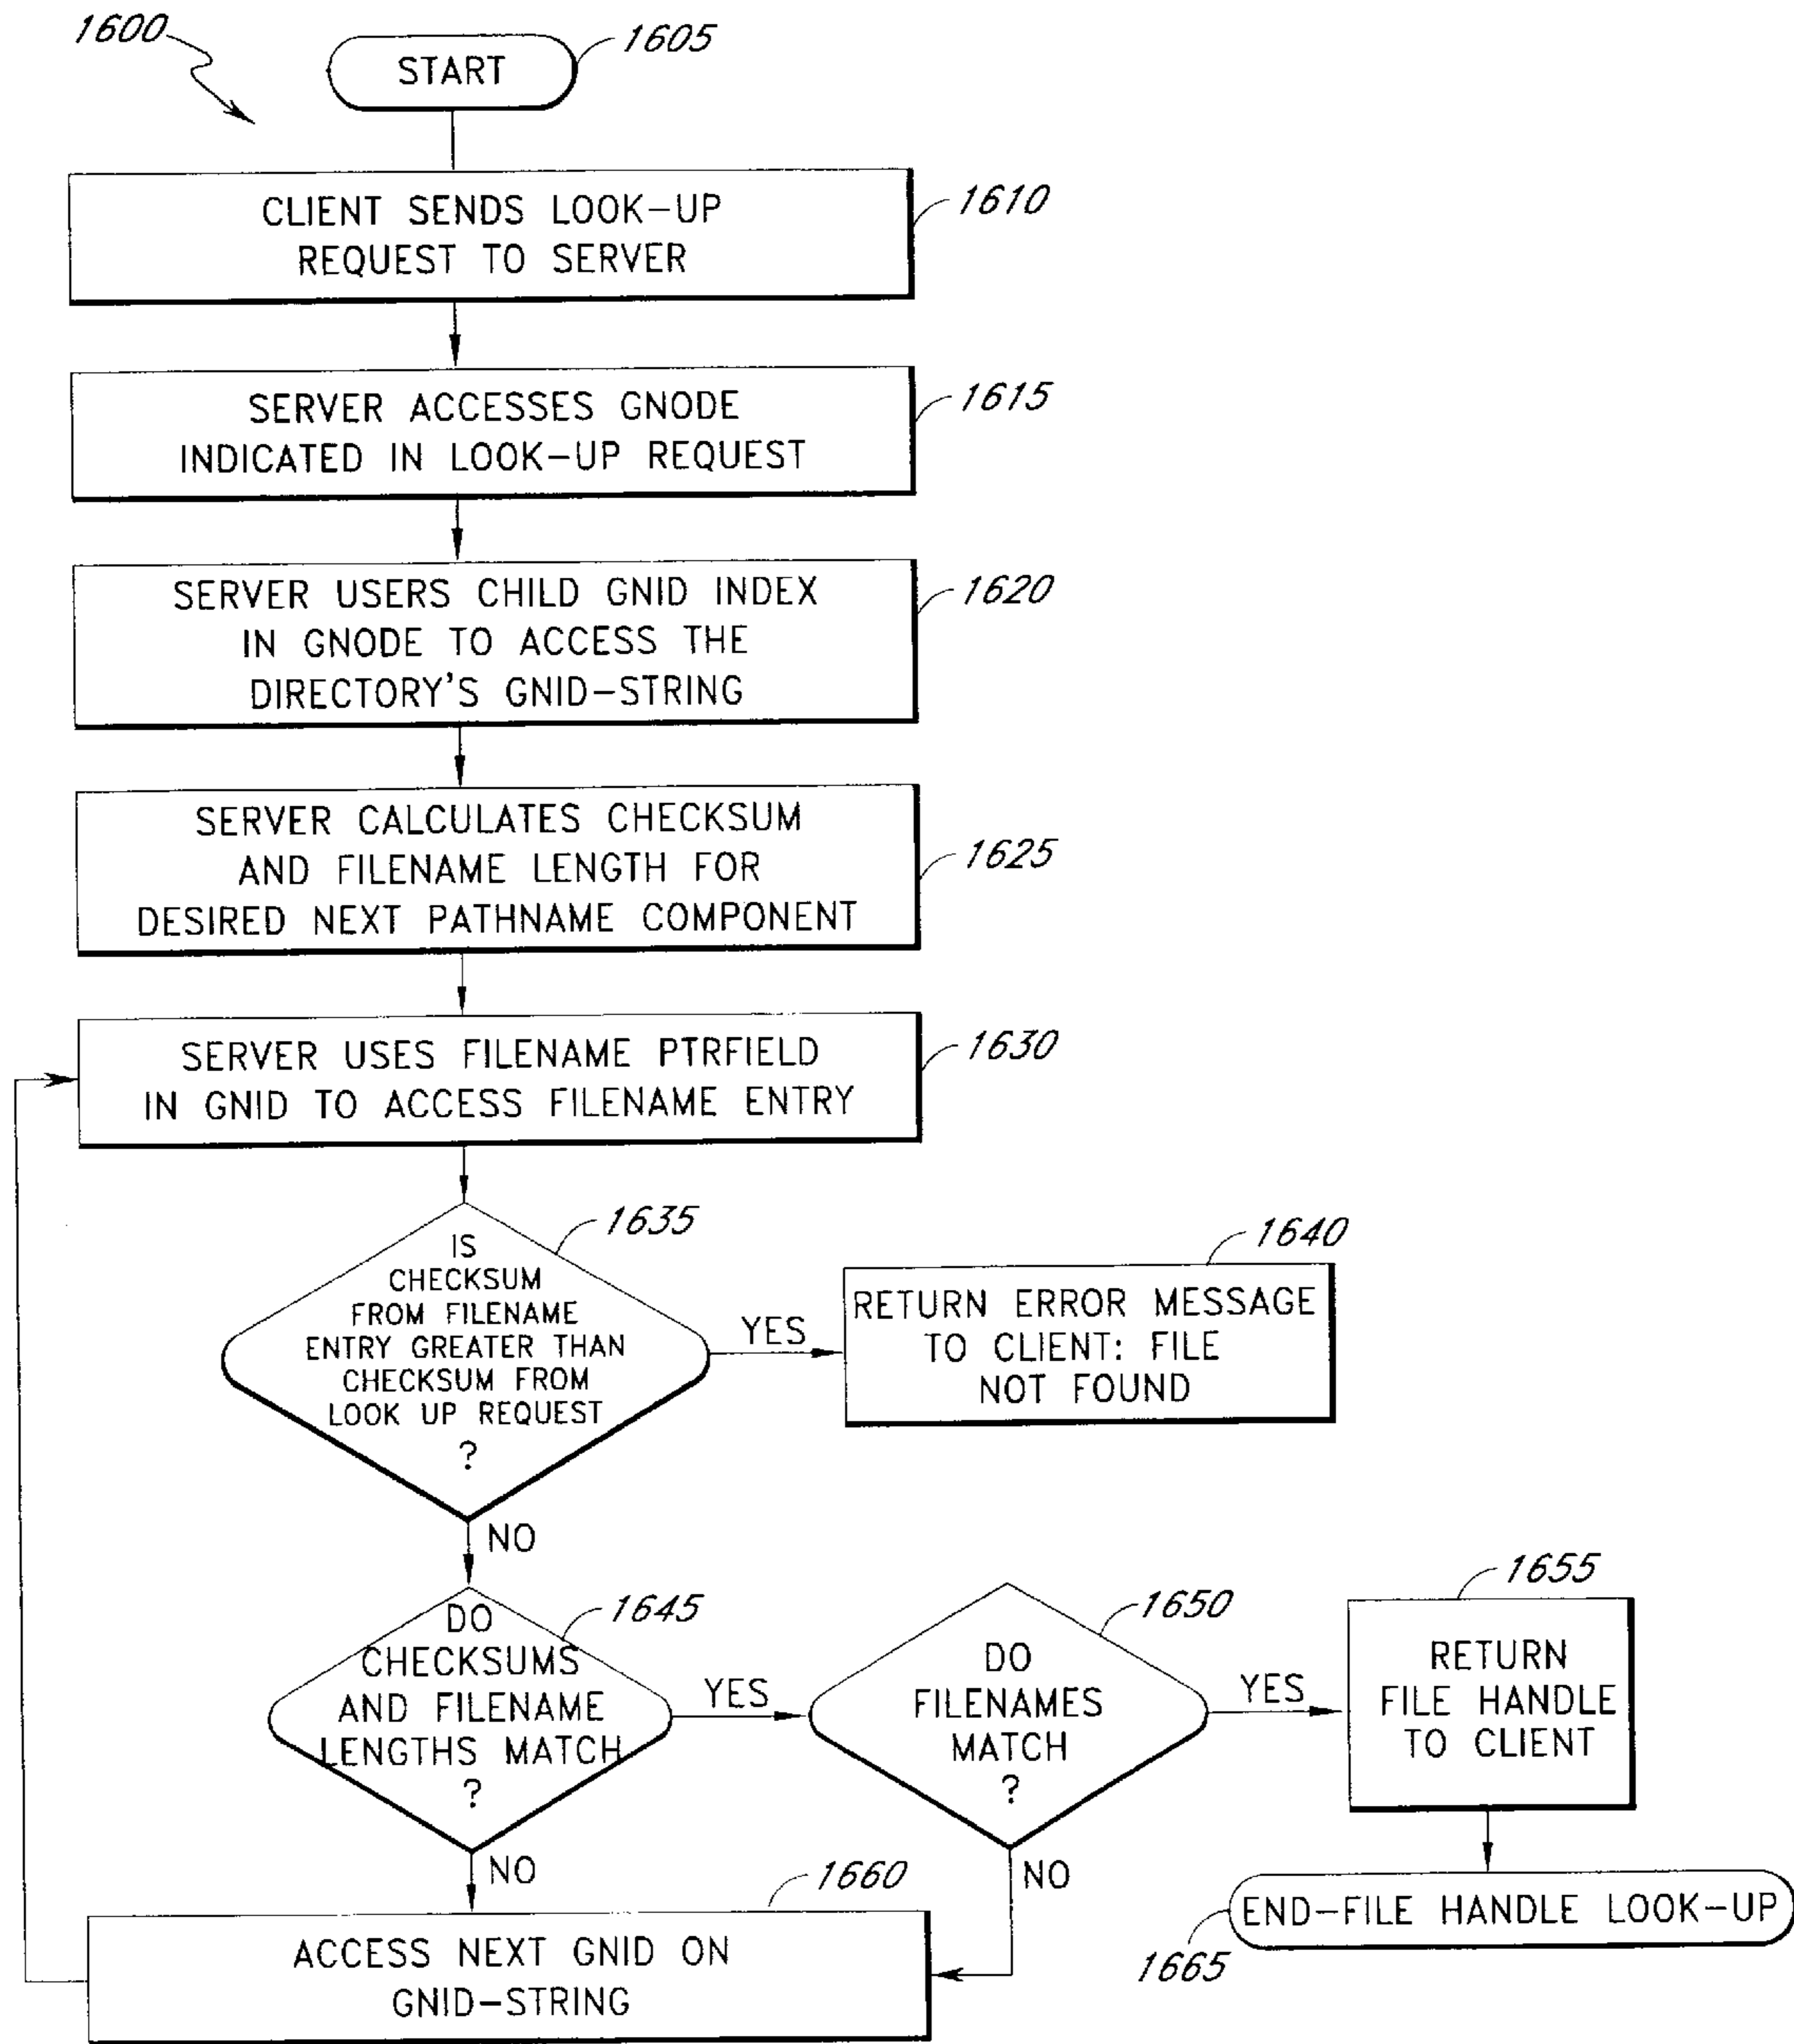 1600
START
1605
CLIENT SENDS LOOK-UP
REQUEST TO SERVER
1610
SERVER ACCESSES GNODE
INDICATED IN LOOK-UP REQUEST
1615
SERVER USERS CHILD GNID INDEX
IN GNODE TO ACCESS THE
DIRECTORY'S GNID-STRING
1620
SERVER CALCULATES CHECKSUM
AND FILENAME LENGTH FOR
DESIRED NEXT PATHNAME COMPONENT
1625
SERVER USES FILENAME PTRFIELD
IN GNID TO ACCESS FILENAME ENTRY
1630
IS
CHECKSUM
FROM FILENAME
ENTRY GREATER THAN
CHECKSUM FROM
LOOK UP REQUEST
?
1635
YES
RETURN ERROR MESSAGE
TO CLIENT: FILE
NOT FOUND
1640
NO
DO
CHECKSUMS
AND FILENAME
LENGTHS MATCH
?
1645
YES
DO
FILENAMES
MATCH
?
1650
YES
RETURN
FILE HANDLE
TO CLIENT
1655
NO
NO
ACCESS NEXT GNID ON
GNID-STRING
1660
END-FILE HANDLE LOOK-UP
1665